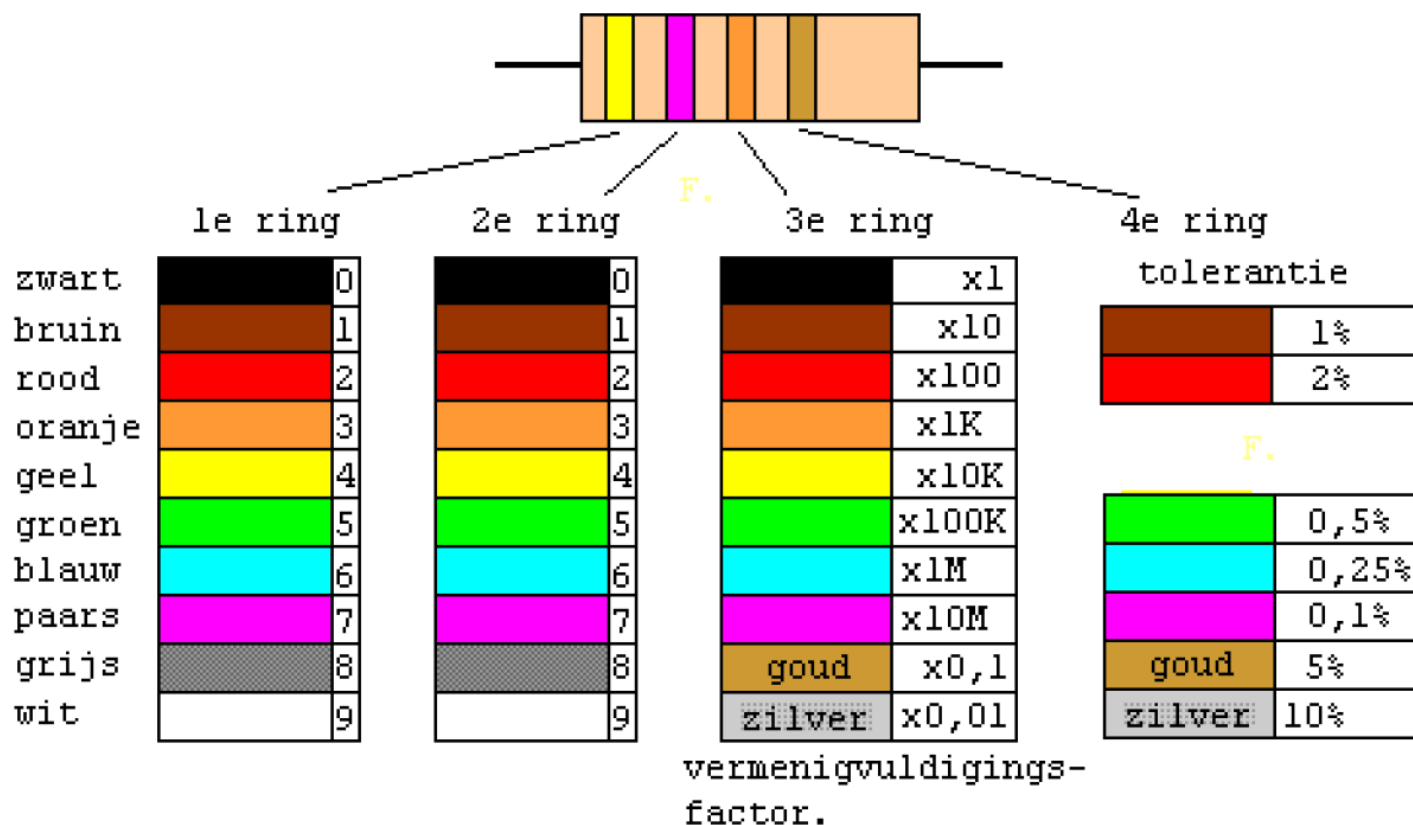 F.
1e ring 2e ring 3e ring 4e ring
tolerantie
zwart 0 0 x1
bruin 1 1 x10 1%
rood 2 2 x100 2%
oranje 3 3 x1K
F.
geel 4 4 x10K
groen 5 5 x100K 0,5%
blauw 6 6 x1M 0,25%
paars 7 7 x10M 0,1%
grijs 8 8 goud x0,1 goud 5%
wit 9 9 zilver x0,01 zilver 10%
vermenigvuldigings-
factor.